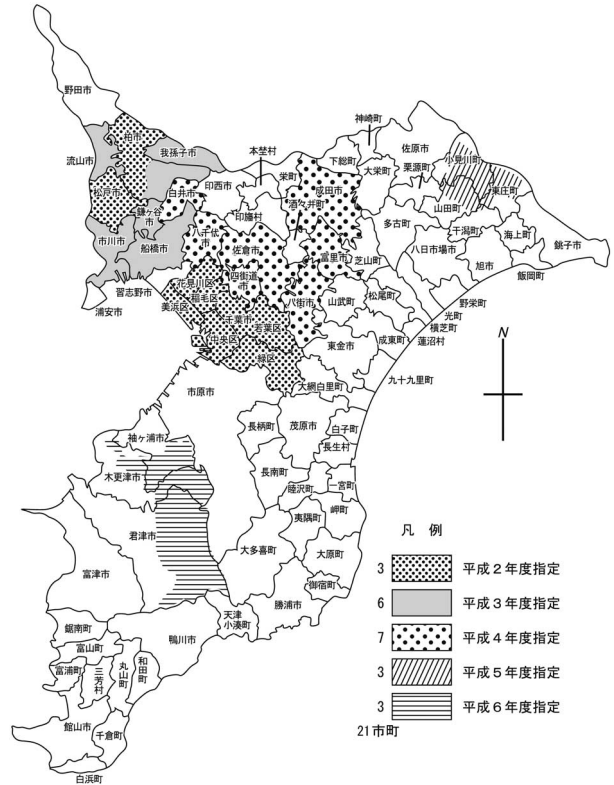 野田市
柏市
流山市
我孫子市
松戸市
鎌ヶ谷市
市川市
船橋市
白井市
印西市
本埜村
栄町
印旛村
下総町
神崎町
大栄町
成田市
酒々井町
佐原市
栗源町
小見川町
山田町
東庄町
多古町
干潟町
海上町
銚子市
八日市場市
旭市
飯岡町
八千代市
佐倉市
四街道市
富里市
芝山町
八街市
山武町
松尾町
野栄町
光町
横芝町
蓮沼村
成東町
東金市
九十九里町
大網白里町
習志野市
浦安市
花見川区
稲毛区
美浜区
千葉市
中央区
若葉区
緑区
市原市
袖ヶ浦市
木更津市
君津市
富津市
長柄町
茂原市
白子町
長生村
長南町
睦沢町
一宮町
夷隅町
岬町
大多喜町
大原町
御宿町
勝浦市
天津
小湊町
鴨川市
鋸南町
富山町
富浦町
三芳村
丸山町
和田町
館山市
千倉町
白浜町
N
凡 例
3 平成2年度指定
6 平成3年度指定
7 平成4年度指定
3 平成5年度指定
3 平成6年度指定
21市町